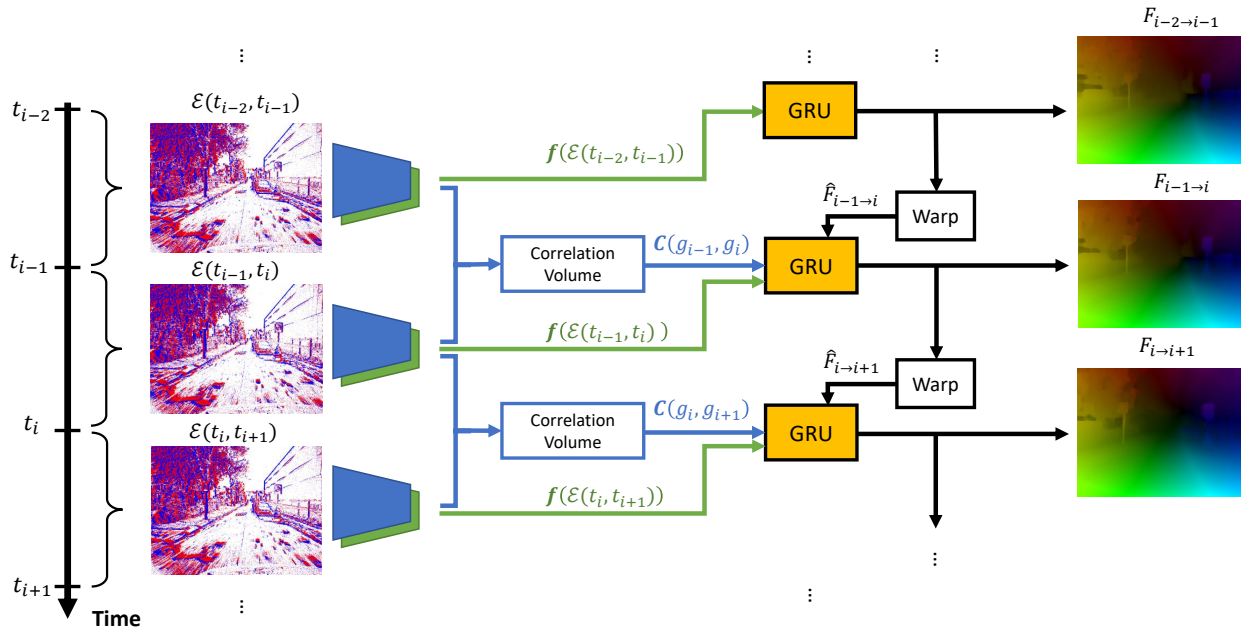 F_{i−2→i−1}
⋮ ⋮ ⋮
t_{i−2}
ℰ(t_{i−2}, t_{i−1})
GRU
f(ℰ(t_{i−2}, t_{i−1}))
F_{i−1→i}
F̂_{i−1→i}
Warp
t_{i−1}
ℰ(t_{i−1}, t_i)
Correlation
Volume
C(g_{i−1}, g_i)
GRU
f(ℰ(t_{i−1}, t_i) )
F_{i→i+1}
F̂_{i→i+1}
Warp
t_i
ℰ(t_i, t_{i+1})
Correlation
Volume
C(g_i, g_{i+1})
GRU
f(ℰ(t_i, t_{i+1}))
⋮
t_{i+1}
⋮ ⋮
Time